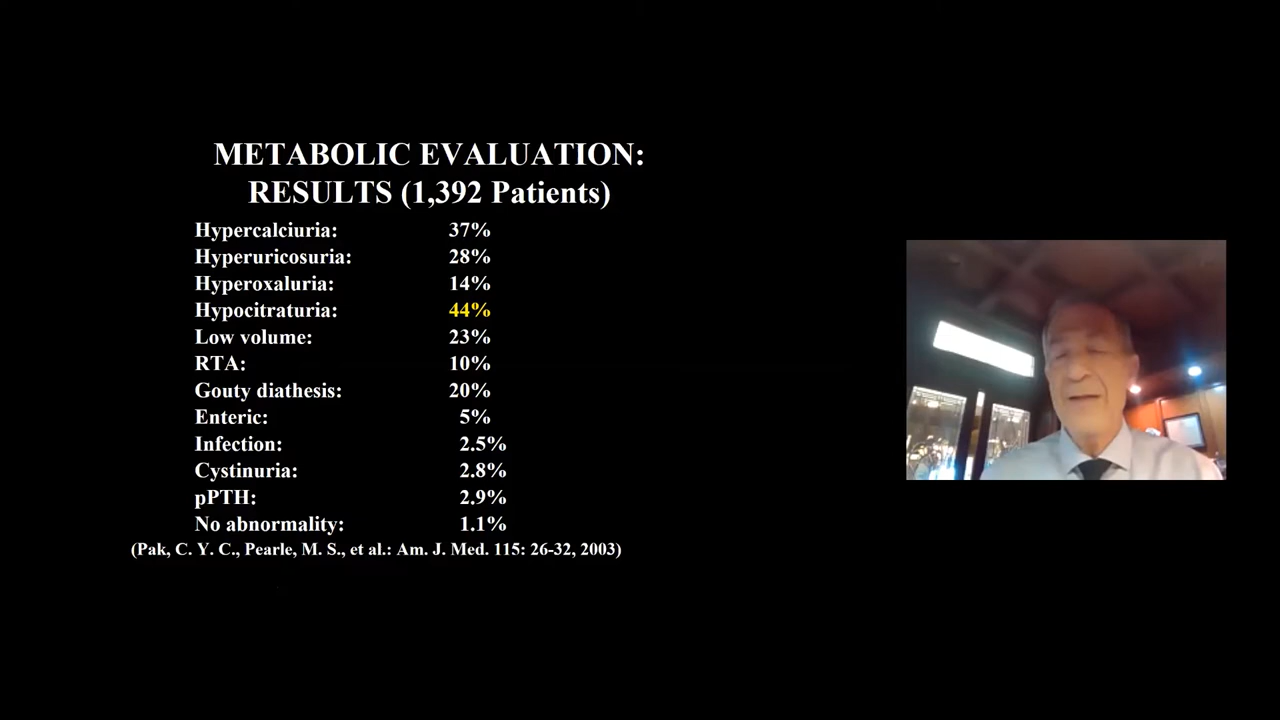 METABOLIC EVALUATION:
RESULTS (1,392 Patients)
Hypercalciuria: 37%
Hyperuricosuria: 28%
Hyperoxaluria: 14%
Hypocitraturia: 44%
Low volume: 23%
RTA: 10%
Gouty diathesis: 20%
Enteric: 5%
Infection: 2.5%
Cystinuria: 2.8%
pPTH: 2.9%
No abnormality: 1.1%
(Pak, C. Y. C., Pearle, M. S., et al.: Am. J. Med. 115: 26-32, 2003)